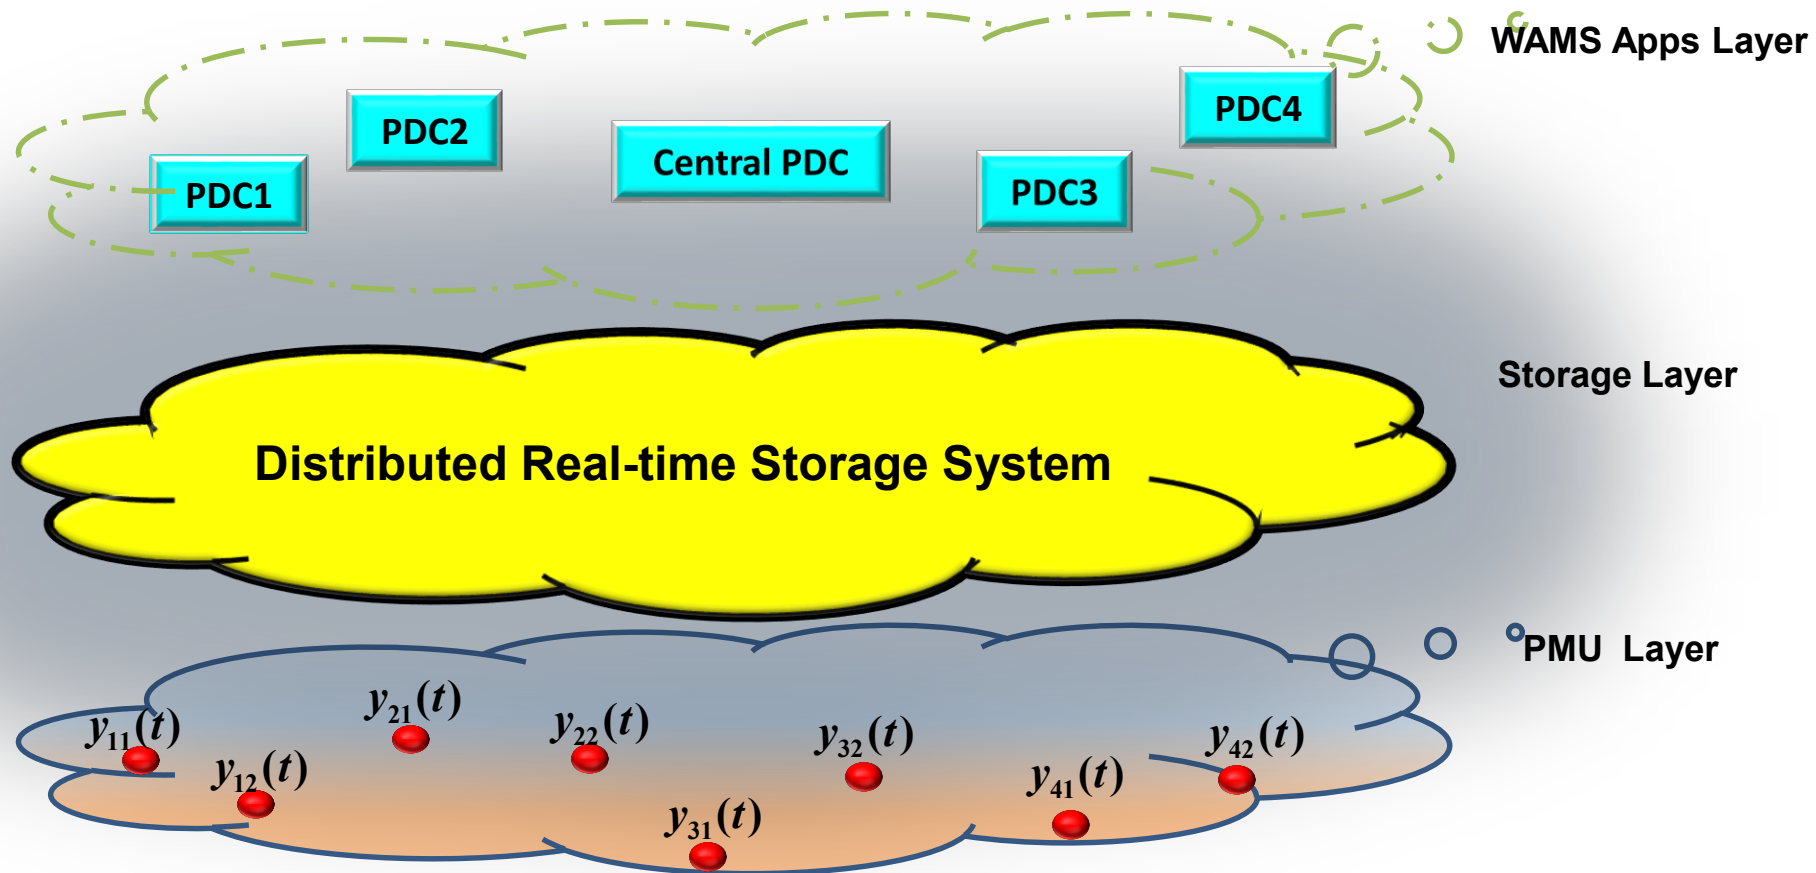 WAMS Apps Layer
PDC4
PDC2
Central PDC
PDC1
PDC3
Storage Layer
Distributed Real-time Storage System
PMU Layer
y21(t)
y11(t)
y22(t)
y32(t)
y42(t)
y12(t)
y41(t)
y31(t)